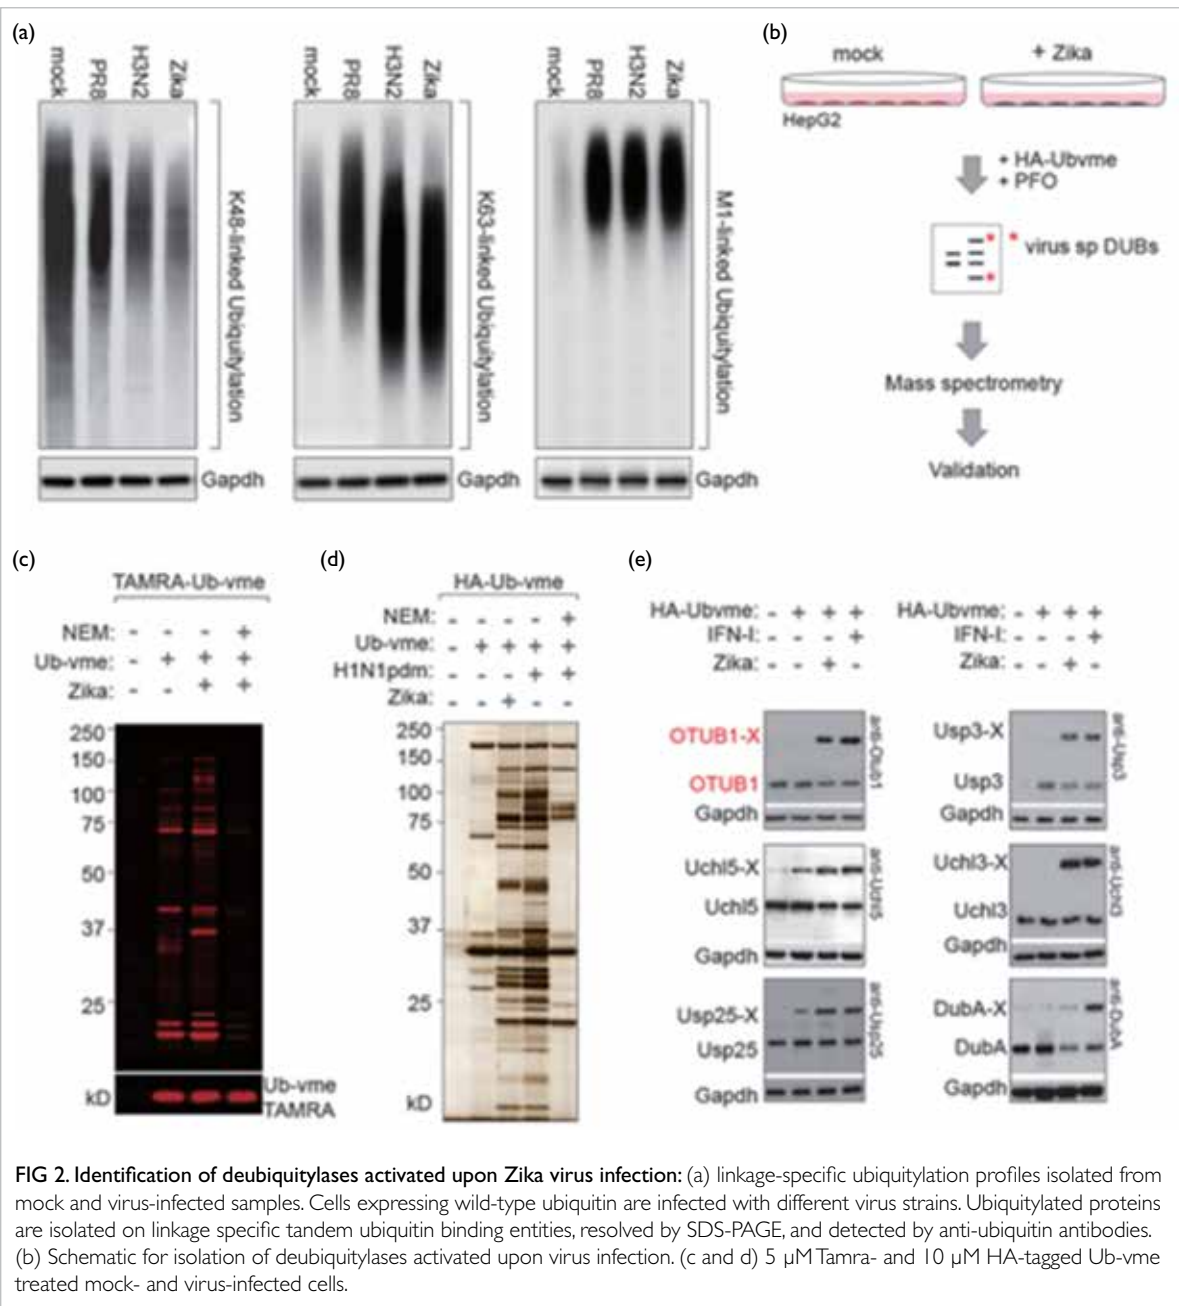 (a)
mock PR8 H3N2 Zika
K48-linked Ubiquitylation
Gapdh
mock PR8 H3N2 Zika
K63-linked Ubiquitylation
Gapdh
mock PR8 H3N2 Zika
M1-linked Ubiquitylation
Gapdh
(b)
mock + Zika
HepG2
+ HA-Ubvme
+ PFO
* virus sp DUBs
Mass spectrometry
Validation
(c)
TAMRA-Ub-vme
NEM: - - - +
Ub-vme: - + + +
Zika: - - + +
250
150
100
75
50
37
25
kD
Ub-vme
TAMRA
(d)
HA-Ub-vme
NEM: - - - - +
Ub-vme: - + + + +
H1N1pdm: - - - + +
Zika: - - + - -
250
150
100
75
50
37
25
kD
(e)
HA-Ubvme: - + + +
IFN-I: - - - +
Zika: - - + -
OTUB1-X
OTUB1
anti-Otub1
Gapdh
Uchl5-X
Uchl5
anti-Uchl5
Gapdh
Usp25-X
Usp25
anti-Usp25
Gapdh
HA-Ubvme: - + + +
IFN-I: - - - +
Zika: - - + -
Usp3-X
Usp3
anti-Usp3
Gapdh
Uchl3-X
Uchl3
anti-Uchl3
Gapdh
DubA-X
DubA
anti-DubA
Gapdh
FIG 2. Identification of deubiquitylases activated upon Zika virus infection: (a) linkage-specific ubiquitylation profiles isolated from
mock and virus-infected samples. Cells expressing wild-type ubiquitin are infected with different virus strains. Ubiquitylated proteins
are isolated on linkage specific tandem ubiquitin binding entities, resolved by SDS-PAGE, and detected by anti-ubiquitin antibodies.
(b) Schematic for isolation of deubiquitylases activated upon virus infection. (c and d) 5 μM Tamra- and 10 μM HA-tagged Ub-vme
treated mock- and virus-infected cells.